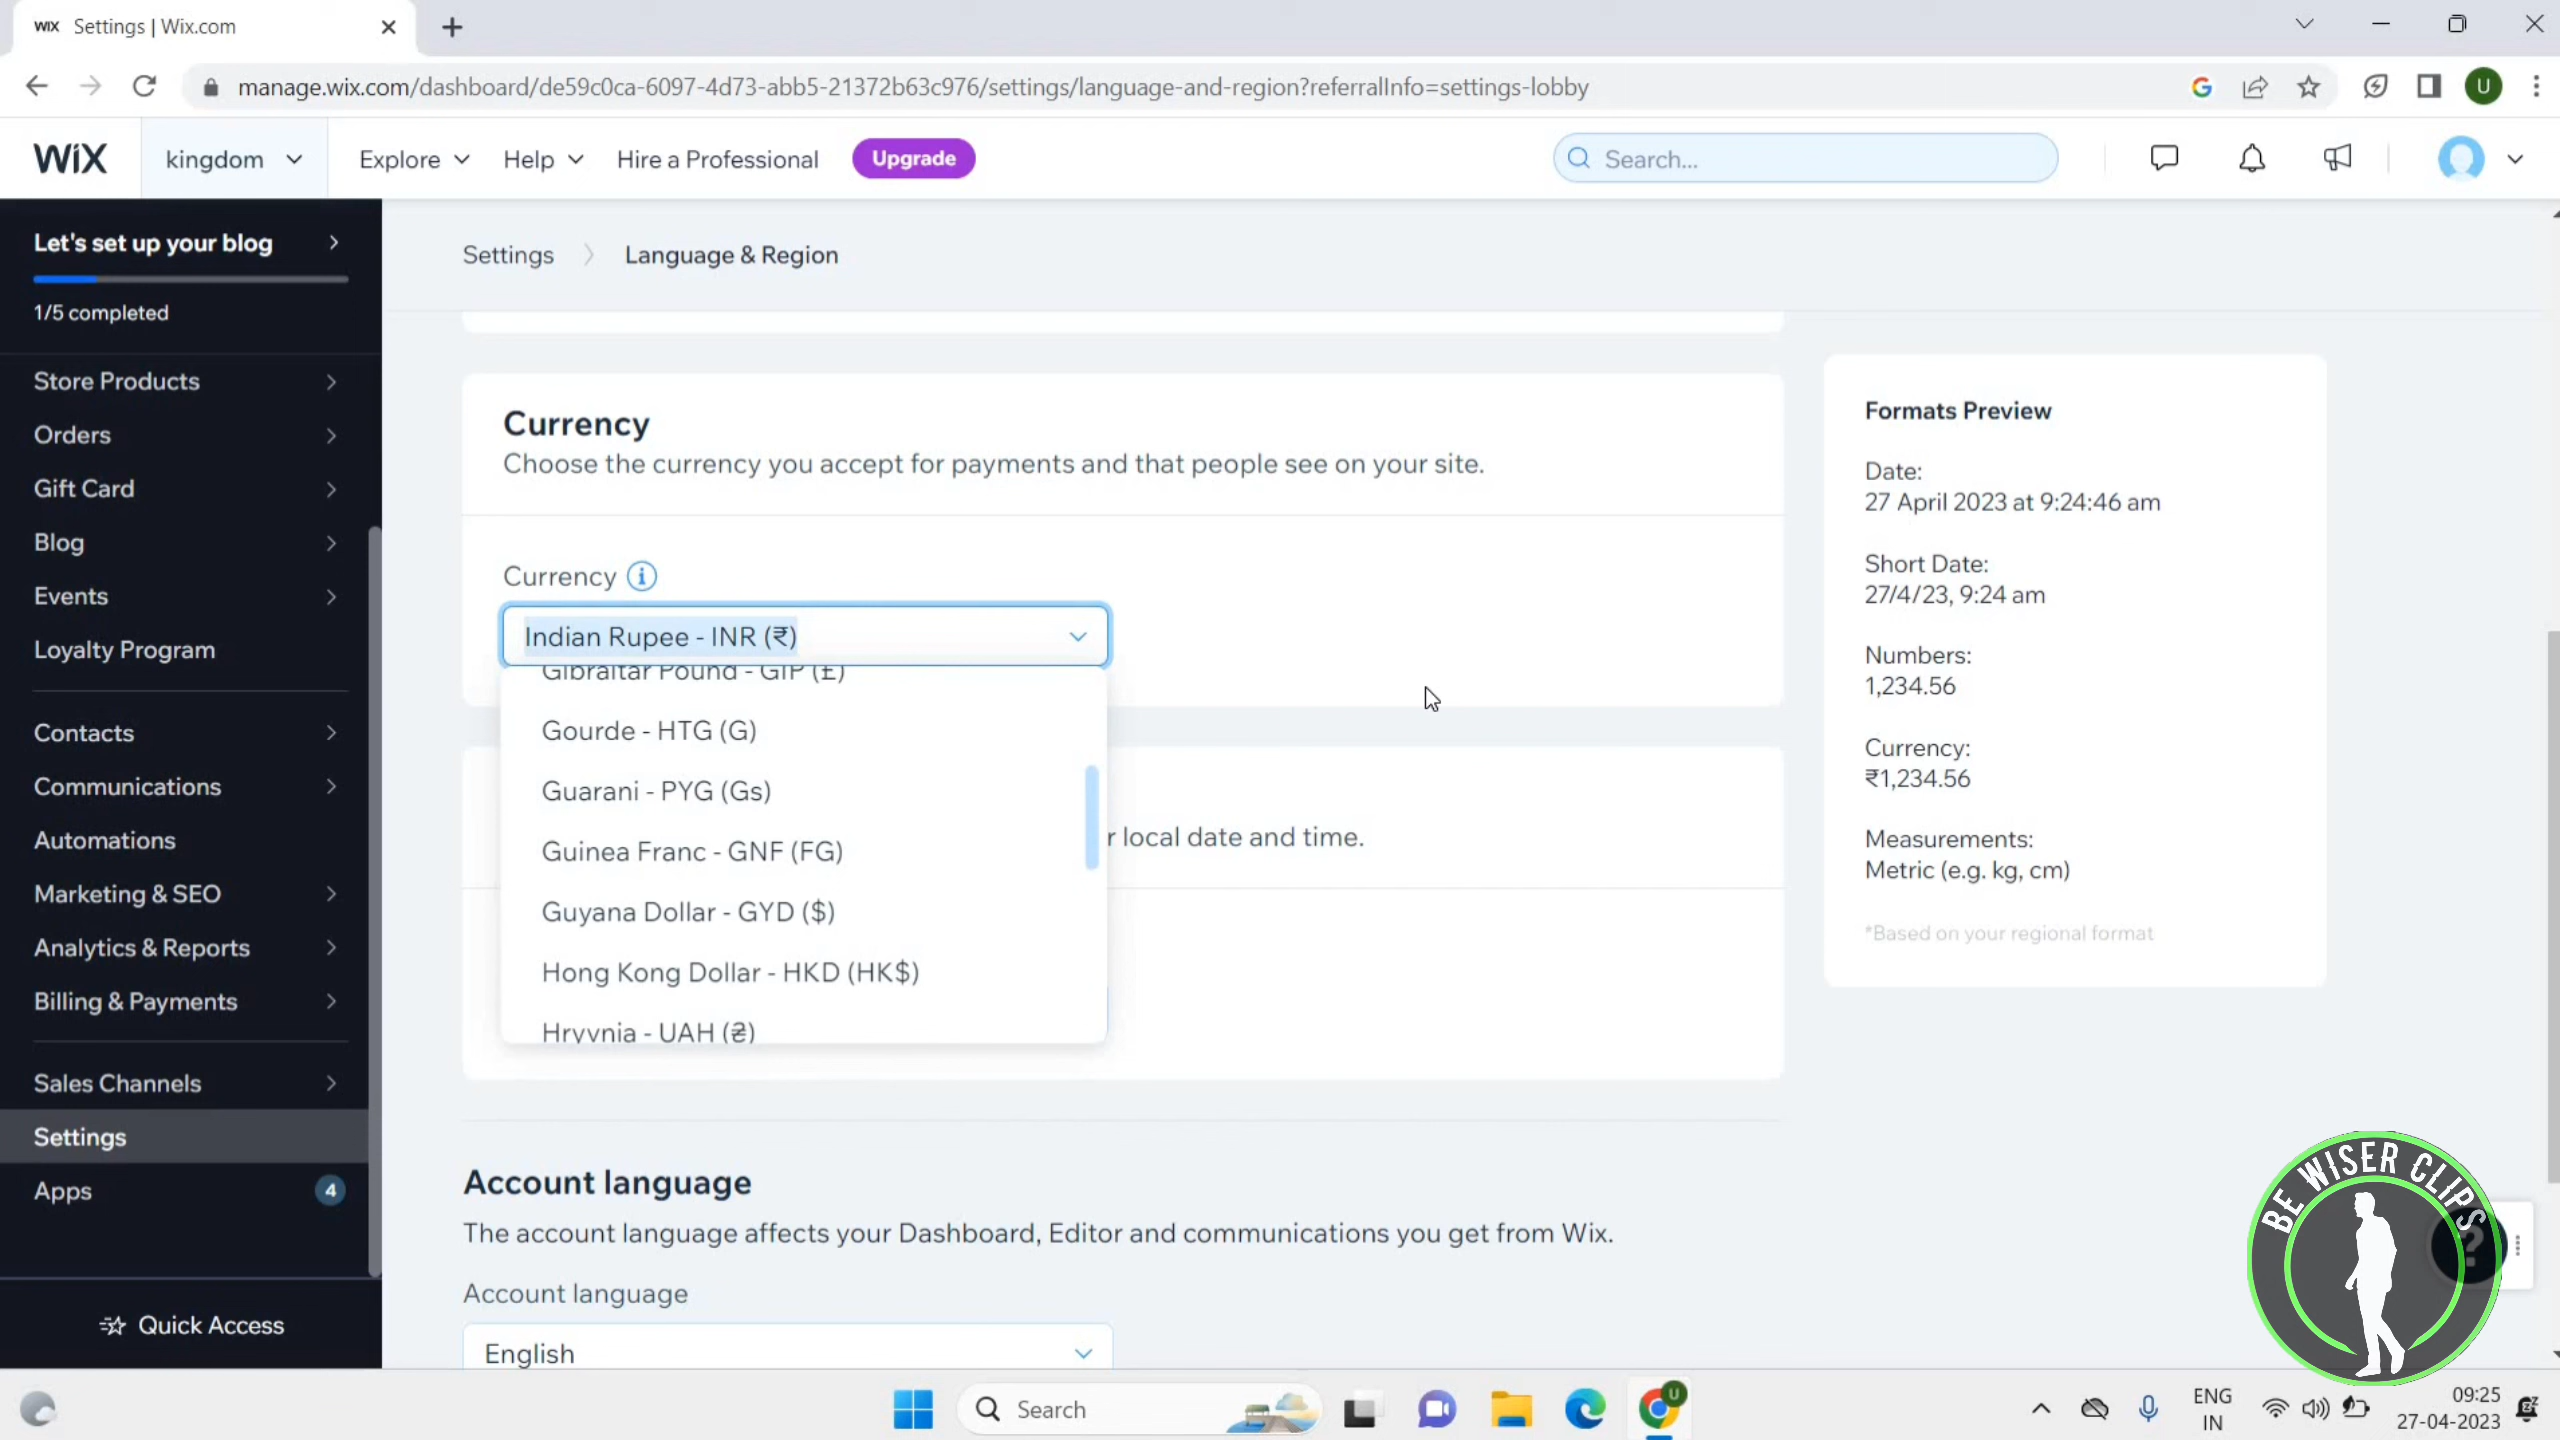 WiX Settings | Wix.com
manage.wix.com/dashboard/de59c0ca-6097-4d73-abb5-21372b63c976/settings/language-and-region?referralInfo=settings-lobby
G
U
WiX
kingdom
Explore
Help
Hire a Professional
Upgrade
Search...
Let's set up your blog
1/5 completed
Store Products
Orders
Gift Card
Blog
Events
Loyalty Program
Contacts
Communications
Automations
Marketing & SEO
Analytics & Reports
Billing & Payments
Sales Channels
Settings
Apps 4
Quick Access
Settings > Language & Region
Currency
Choose the currency you accept for payments and that people see on your site.
Currency
Indian Rupee - INR (₹)
Gibraltar Pound - GIP (£)
Gourde - HTG (G)
Guarani - PYG (Gs)
Guinea Franc - GNF (FG)
Guyana Dollar - GYD ($)
Hong Kong Dollar - HKD (HK$)
Hryvnia - UAH (₴)
r local date and time.
Account language
The account language affects your Dashboard, Editor and communications you get from Wix.
Account language
English
Formats Preview
Date:
27 April 2023 at 9:24:46 am
Short Date:
27/4/23, 9:24 am
Numbers:
1,234.56
Currency:
₹1,234.56
Measurements:
Metric (e.g. kg, cm)
*Based on your regional format
BE WISER CLIPS
?
Search
U
ENG
IN
09:25
27-04-2023